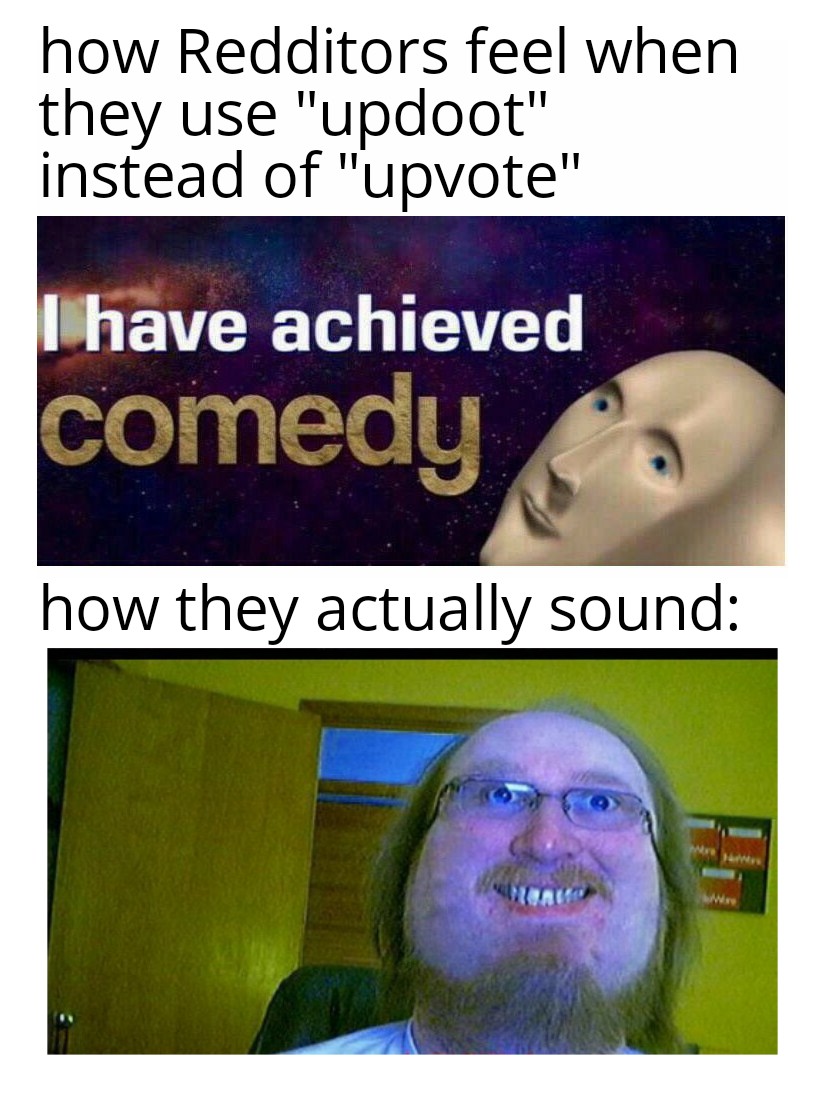 how Redditors feel when
they use "updoot"
instead of "upvote"
I have achieved
comedy
how they actually sound: